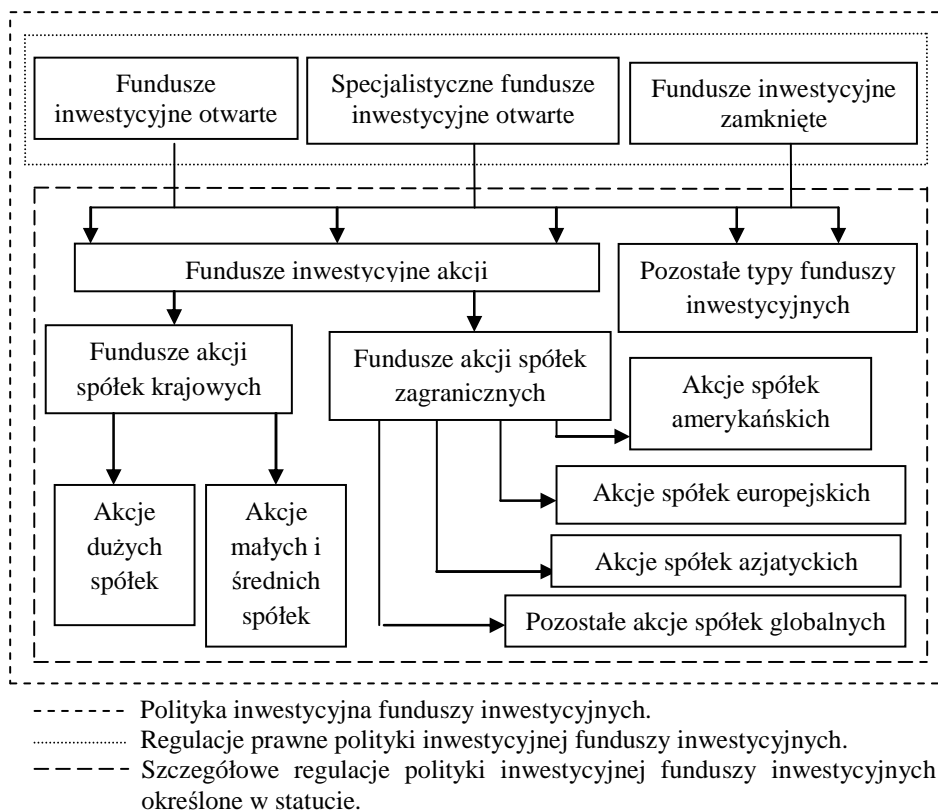 Fundusze
inwestycyjne otwarte
Specjalistyczne fundusze
inwestycyjne otwarte
Fundusze inwestycyjne
zamknięte
Fundusze inwestycyjne akcji
Pozostałe typy funduszy
inwestycyjnych
Fundusze akcji
spółek krajowych
Fundusze akcji spółek
zagranicznych
Akcje spółek
amerykańskich
Akcje
dużych
spółek
Akcje
małych i
średnich
spółek
Akcje spółek europejskich
Akcje spółek azjatyckich
Pozostałe akcje spółek globalnych
Polityka inwestycyjna funduszy inwestycyjnych.
Regulacje prawne polityki inwestycyjnej funduszy inwestycyjnych.
Szczegółowe regulacje polityki inwestycyjnej funduszy inwestycyjnych
określone w statucie.